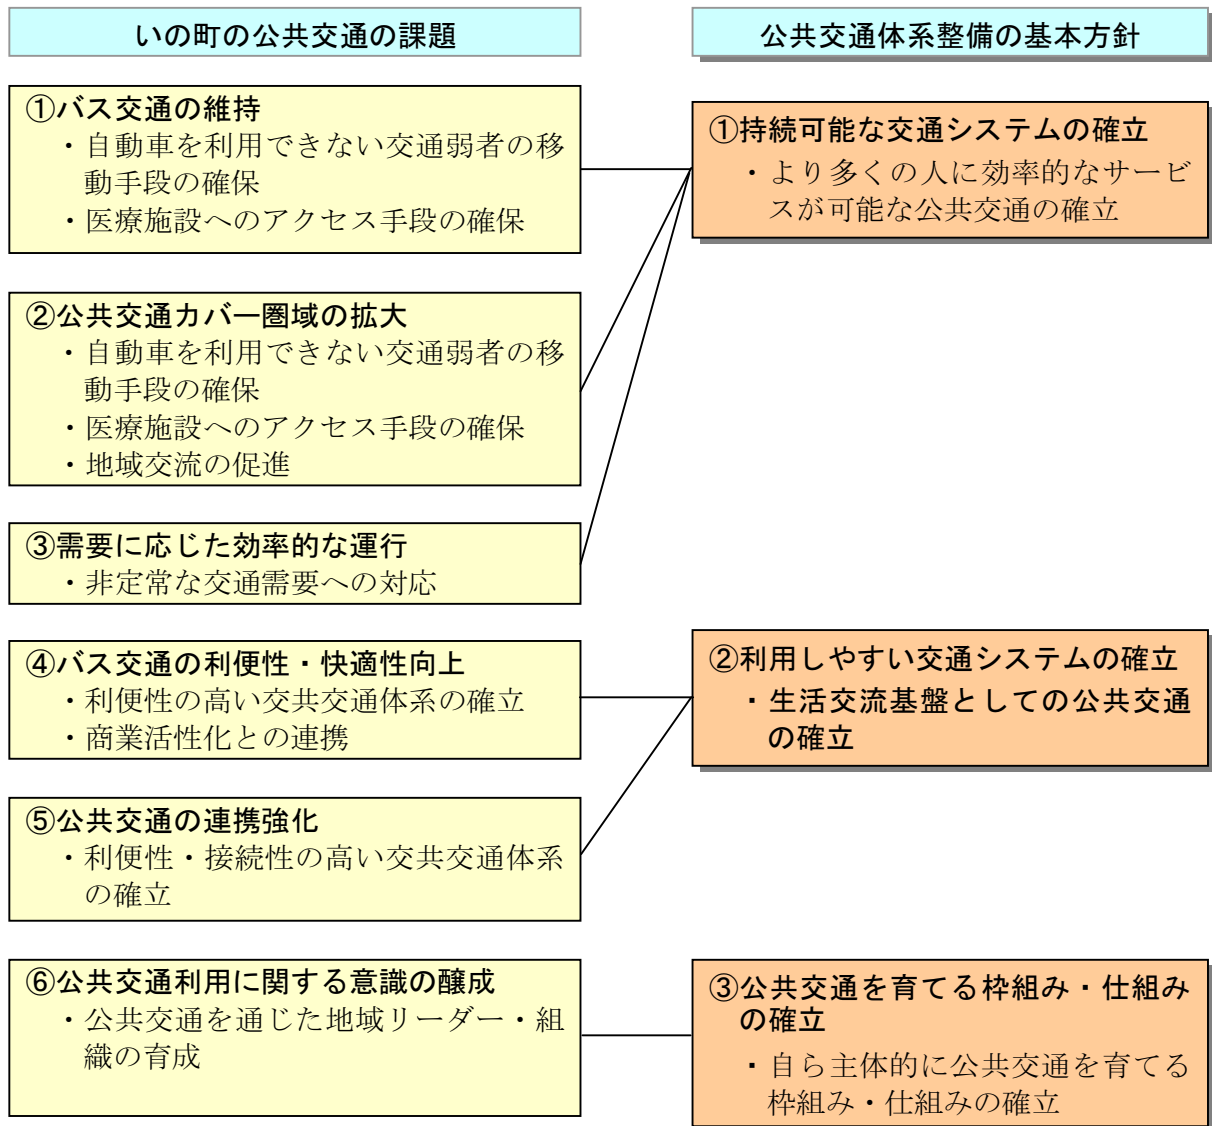 いの町の公共交通の課題
公共交通体系整備の基本方針
①バス交通の維持
・自動車を利用できない交通弱者の移
動手段の確保
・医療施設へのアクセス手段の確保
②公共交通カバー圏域の拡大
・自動車を利用できない交通弱者の移
動手段の確保
・医療施設へのアクセス手段の確保
・地域交流の促進
③需要に応じた効率的な運行
・非定常な交通需要への対応
④バス交通の利便性・快適性向上
・利便性の高い交共交通体系の確立
・商業活性化との連携
⑤公共交通の連携強化
・利便性・接続性の高い交共交通体系
の確立
⑥公共交通利用に関する意識の醸成
・公共交通を通じた地域リーダー・組
織の育成
①持続可能な交通システムの確立
・より多くの人に効率的なサービ
スが可能な公共交通の確立
②利用しやすい交通システムの確立
・生活交流基盤としての公共交通
の確立
③公共交通を育てる枠組み・仕組み
の確立
・自ら主体的に公共交通を育てる
枠組み・仕組みの確立